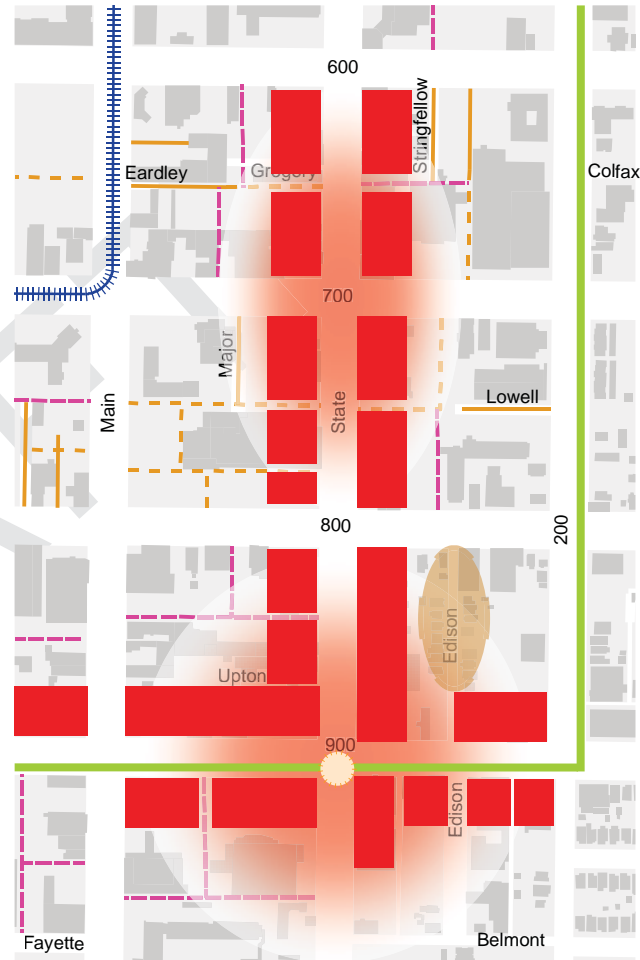 600
Stringfellow
Eardley
Gregory
Colfax
700
Major
State
Main
Lowell
800
200
Edison
Upton
900
Edison
Fayette
Belmont